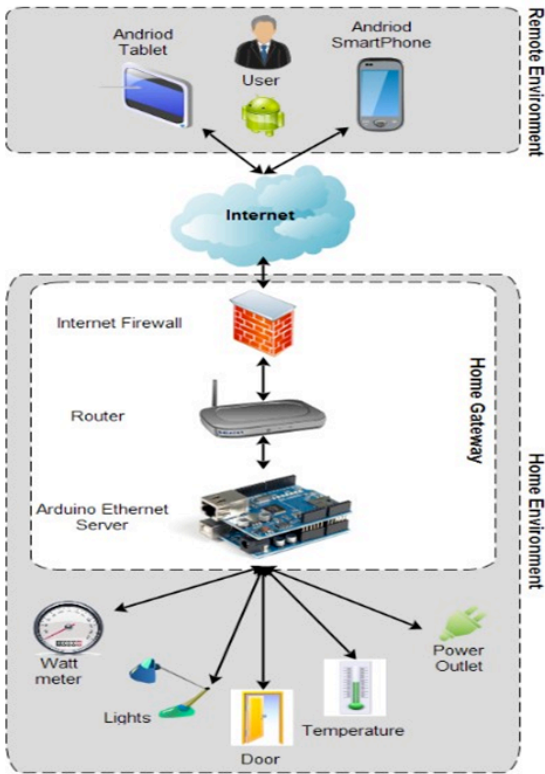 Andriod
Tablet
User
Andriod
SmartPhone
Remote Environment
Internet
Internet Firewall
Router
Arduino Ethernet
Server
Home Gateway
Home Environment
Watt
meter
Lights
Door
Temperature
Power
Outlet